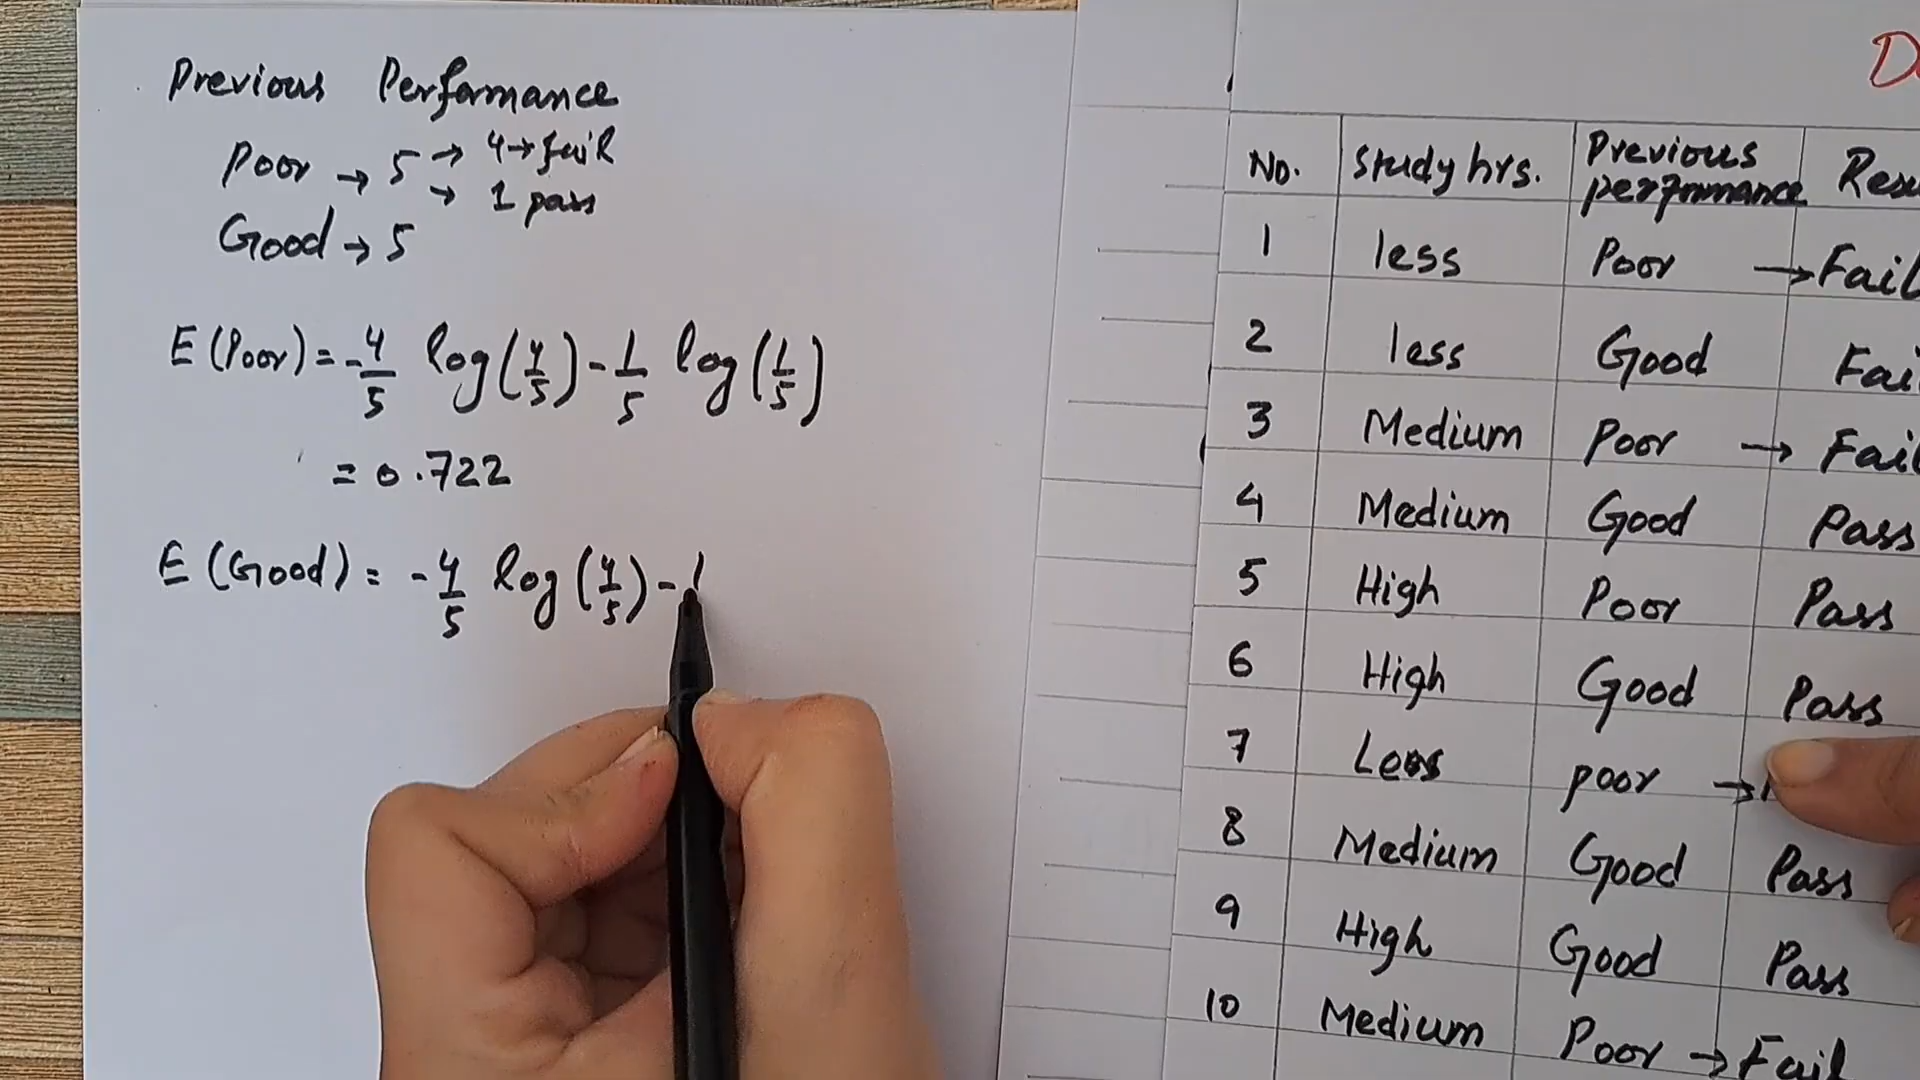 Previous Performance
Poor → 5 → 4 → fail
→ 1 pass
Good → 5
E (Poor) = - 4/5 log(4/5) - 1/5 log(1/5)
= 0.722
E (Good) = - 4/5 log(4/5) - 1
No. Study hrs. Previous performance
1 less Poor → Fail
2 less Good
3 Medium Poor →
4 Medium Good Pass
5 High Poor Pass
6 High Good Pass
7 Less poor →
8 Medium Good Pass
9 High Good Pass
10 Medium Poor → Fail